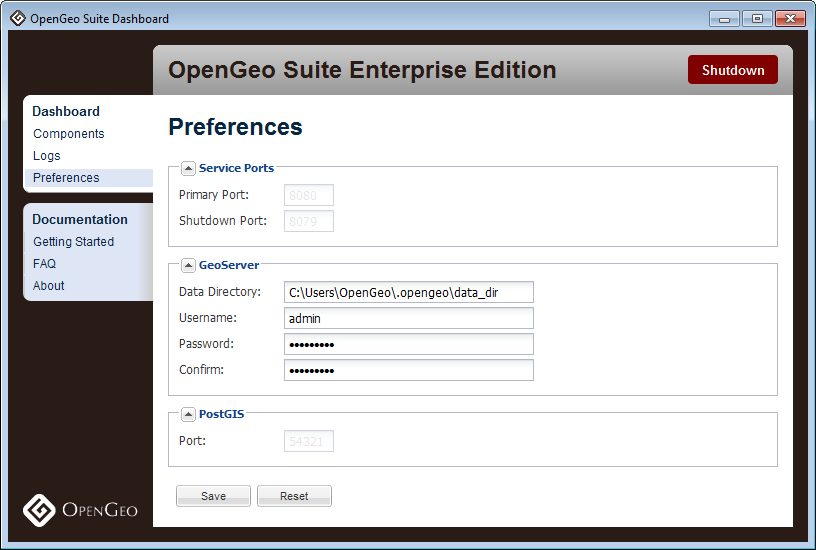 OpenGeo Suite Dashboard
OpenGeo Suite Enterprise Edition
Shutdown
Dashboard
Components
Logs
Preferences
Documentation
Getting Started
FAQ
About
Preferences
Service Ports
Primary Port: 8080
Shutdown Port: 8079
GeoServer
Data Directory: C:\Users\OpenGeo\.opengeo\data_dir
Username: admin
Password: •••••••••
Confirm: •••••••••
PostGIS
Port: 54321
Save Reset
OpenGeo